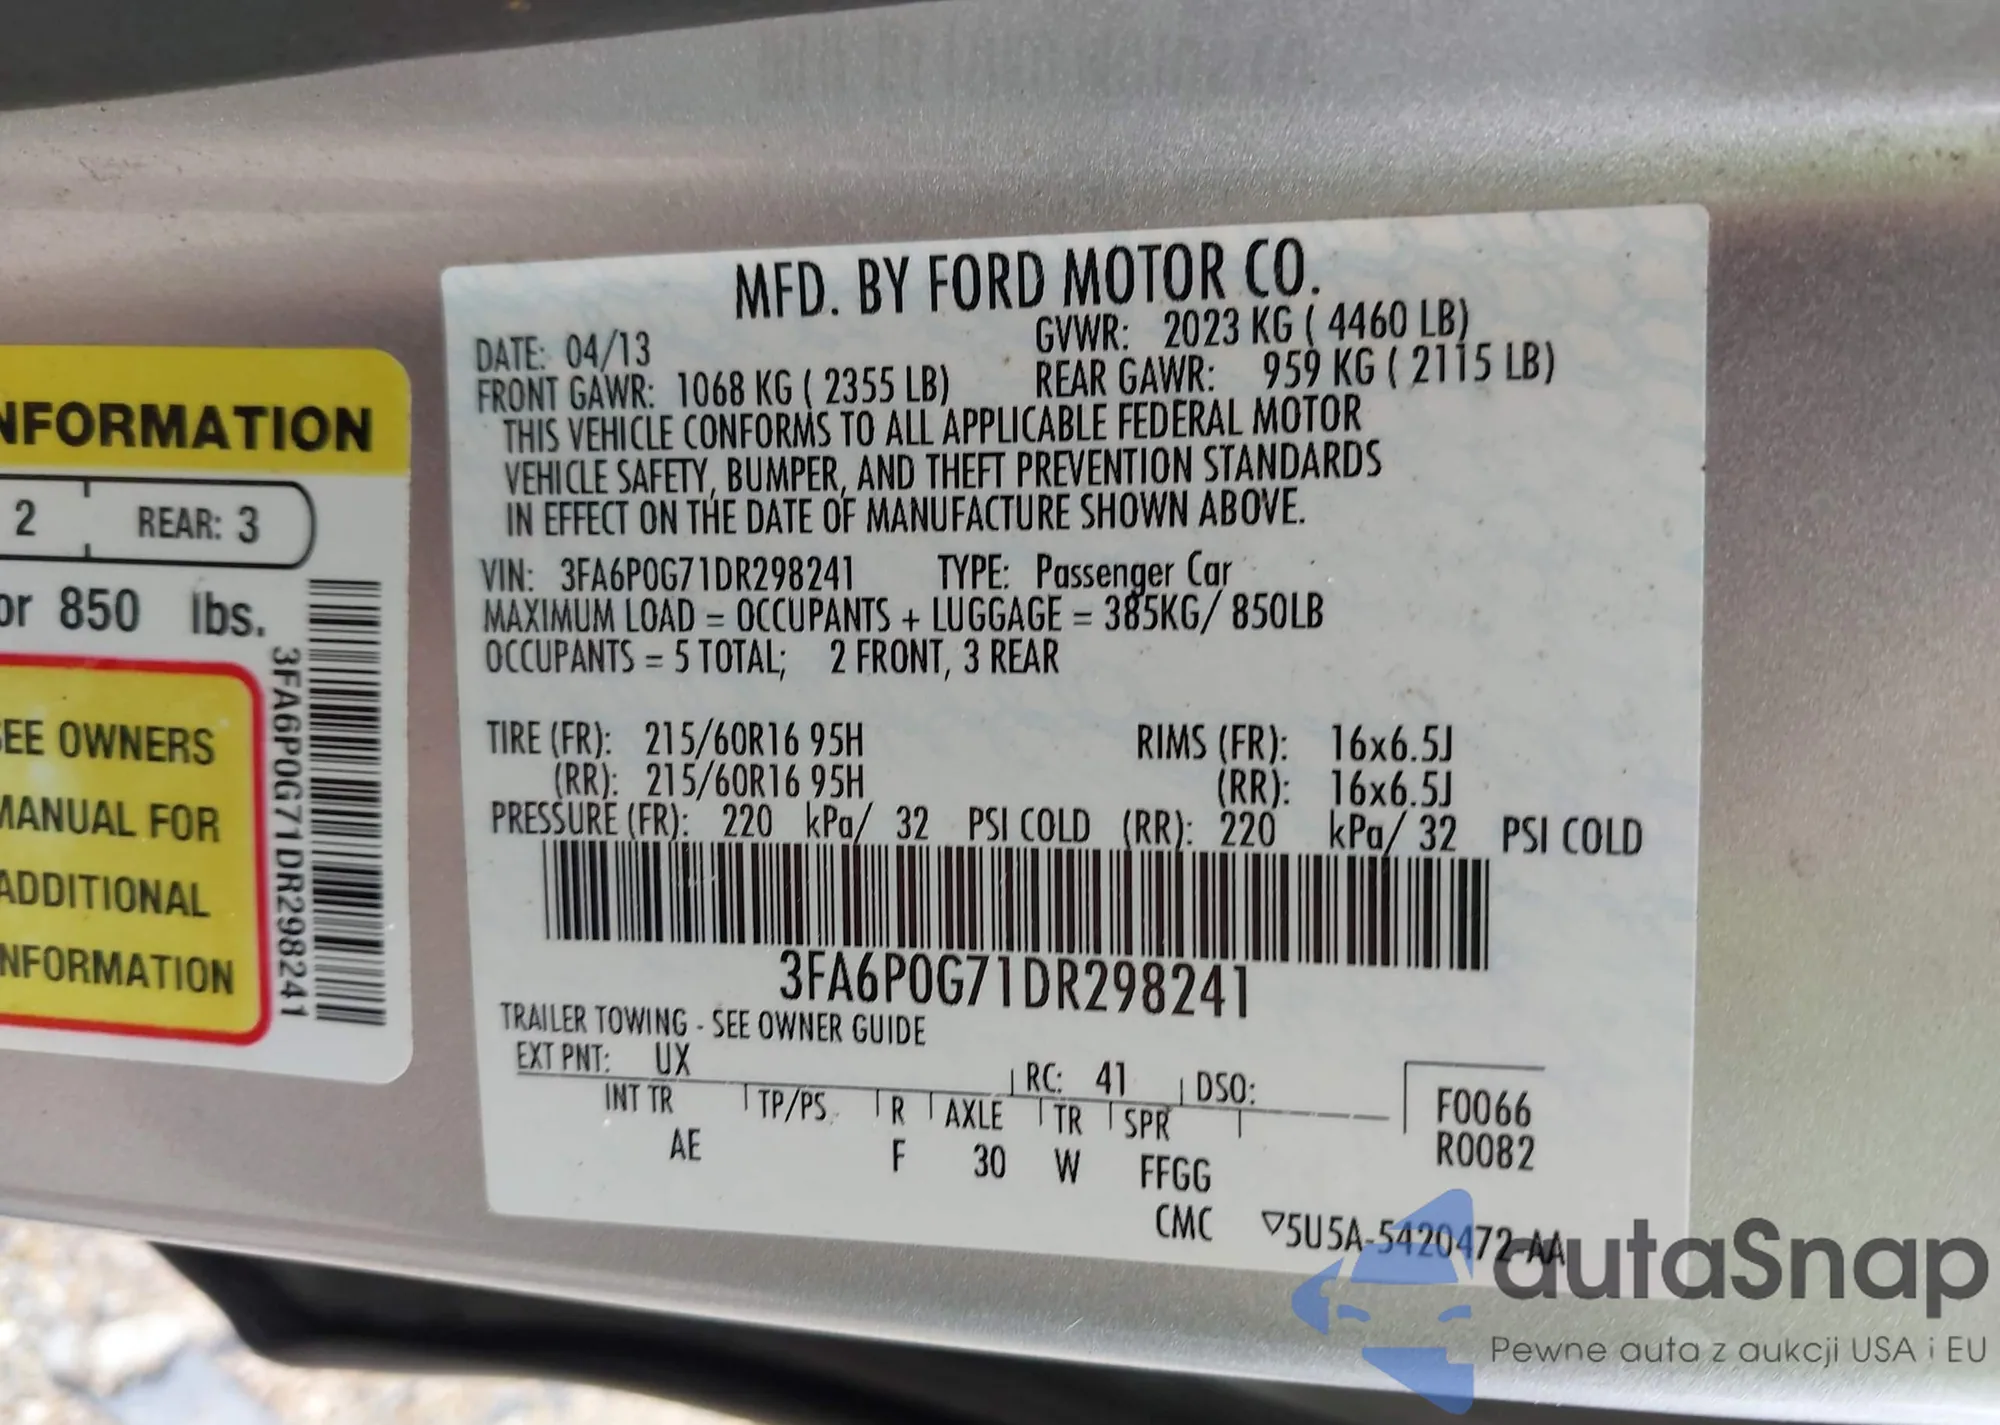 NFORMATION
2 REAR: 3
or 850 lbs.
SEE OWNERS
MANUAL FOR
ADDITIONAL
INFORMATION
3FA6P0G71DR298241
MFD. BY FORD MOTOR CO.
DATE: 04/13 GVWR: 2023 KG ( 4460 LB)
FRONT GAWR: 1068 KG ( 2355 LB) REAR GAWR: 959 KG ( 2115 LB)
THIS VEHICLE CONFORMS TO ALL APPLICABLE FEDERAL MOTOR
VEHICLE SAFETY, BUMPER, AND THEFT PREVENTION STANDARDS
IN EFFECT ON THE DATE OF MANUFACTURE SHOWN ABOVE.
VIN: 3FA6P0G71DR298241 TYPE: Passenger Car
MAXIMUM LOAD = OCCUPANTS + LUGGAGE = 385KG/ 850LB
OCCUPANTS = 5 TOTAL; 2 FRONT, 3 REAR
TIRE (FR): 215/60R16 95H RIMS (FR): 16x6.5J
(RR): 215/60R16 95H (RR): 16x6.5J
PRESSURE (FR): 220 kPa/ 32 PSI COLD (RR): 220 kPa/ 32 PSI COLD
3FA6P0G71DR298241
TRAILER TOWING - SEE OWNER GUIDE
EXT PNT: UX RC: 41 DSO:
INT TR TP/PS R AXLE TR SPR F0066
AE F 30 W FFGG R0082
CMC ▽5U5A-5420472-AA
autaSnap
Pewne auta z aukcji USA i EU